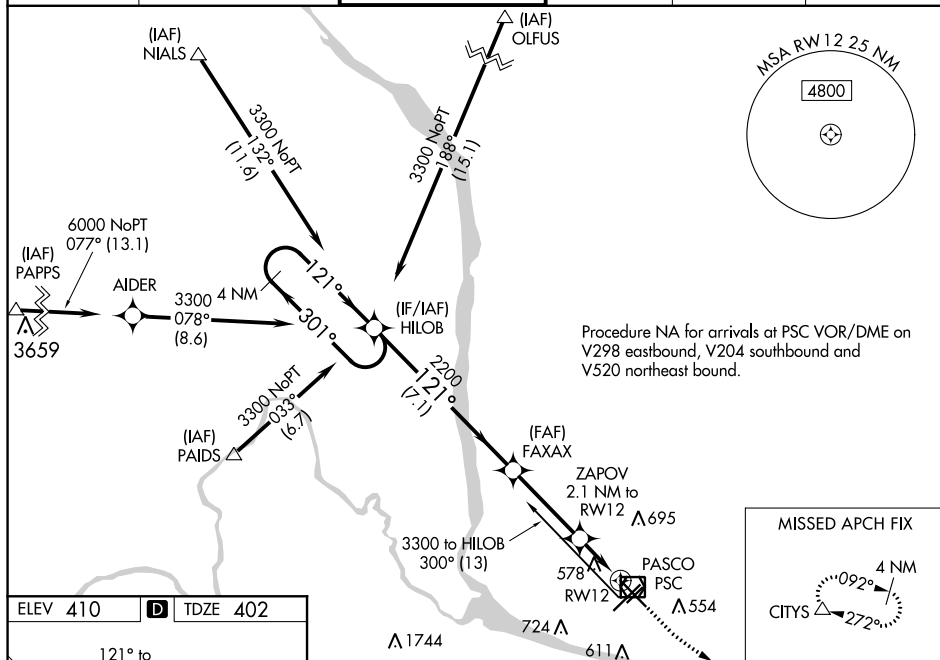 (IAF)
NIALS
(IAF)
OLFUS
MSA RW12 25 NM
4800
3300 NoPT
132°
(11.6)
3300 NoPT
188°
(15.1)
6000 NoPT
077° (13.1)
(IAF)
PAPPS
AIDER
3659
3300
078°
(8.6)
4 NM
121°
301°
(IF/IAF)
HILOB
Procedure NA for arrivals at PSC VOR/DME on
V298 eastbound, V204 southbound and
V520 northeast bound.
3300 NoPT
033°
(6.7)
(IAF)
PAIDS
2200
121°
(7.1)
(FAF)
FAXAX
ZAPOV
2.1 NM to
RW12
695
3300 to HILOB
300° (13)
578
PASCO
PSC
RW12
554
724
611
1744
MISSED APCH FIX
4 NM
092°
CITYS
272°
ELEV 410 D TDZE 402
121° to